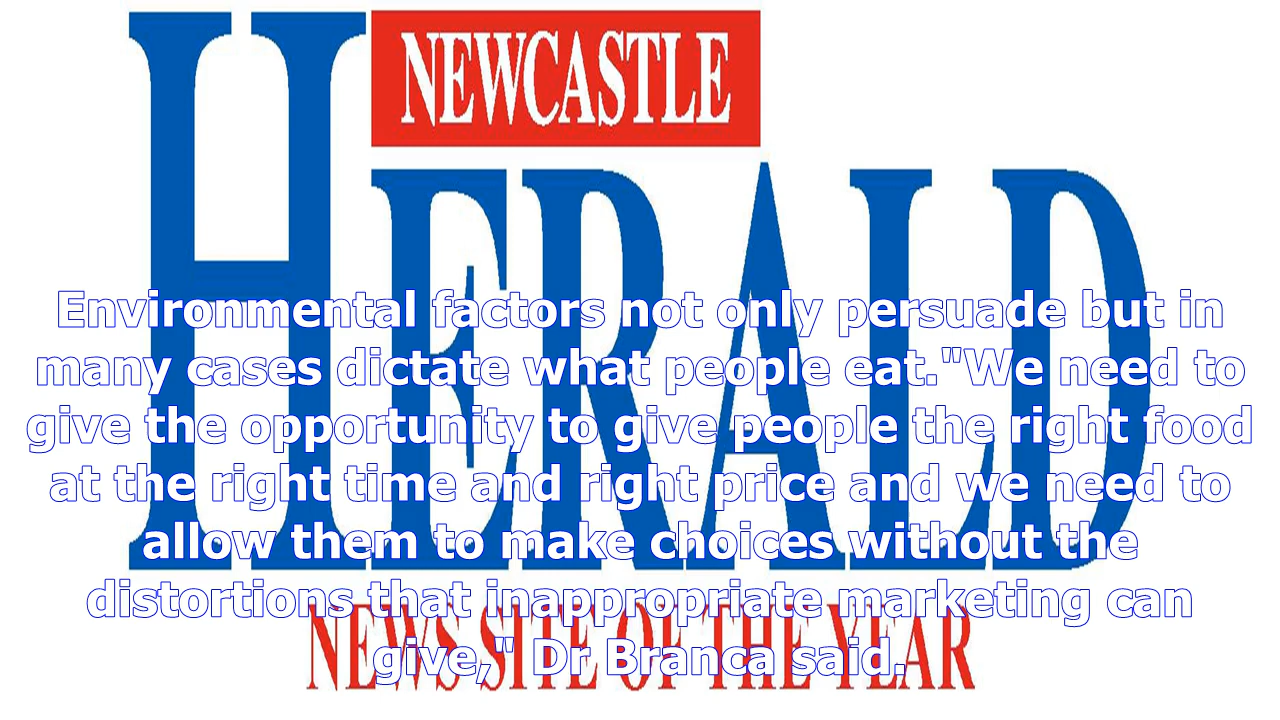 NEWCASTLE
HERALD
Environmental factors not only persuade but in
many cases dictate what people eat."We need to
give the opportunity to give people the right food
at the right time and right price and we need to
allow them to make choices without the
distortions that inappropriate marketing can
give," Dr Branca said.
NEWS SITE OF THE YEAR